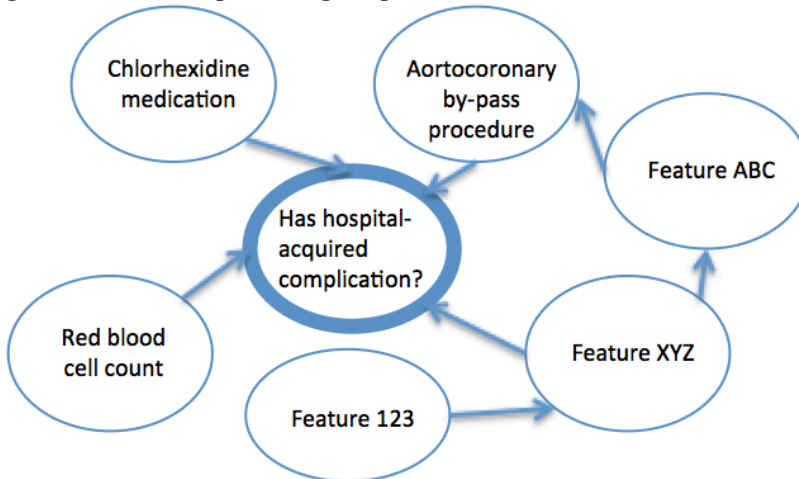 Chlorhexidine
medication
Aortocoronary
by-pass
procedure
Feature ABC
Has hospital-
acquired
complication?
Red blood
cell count
Feature XYZ
Feature 123